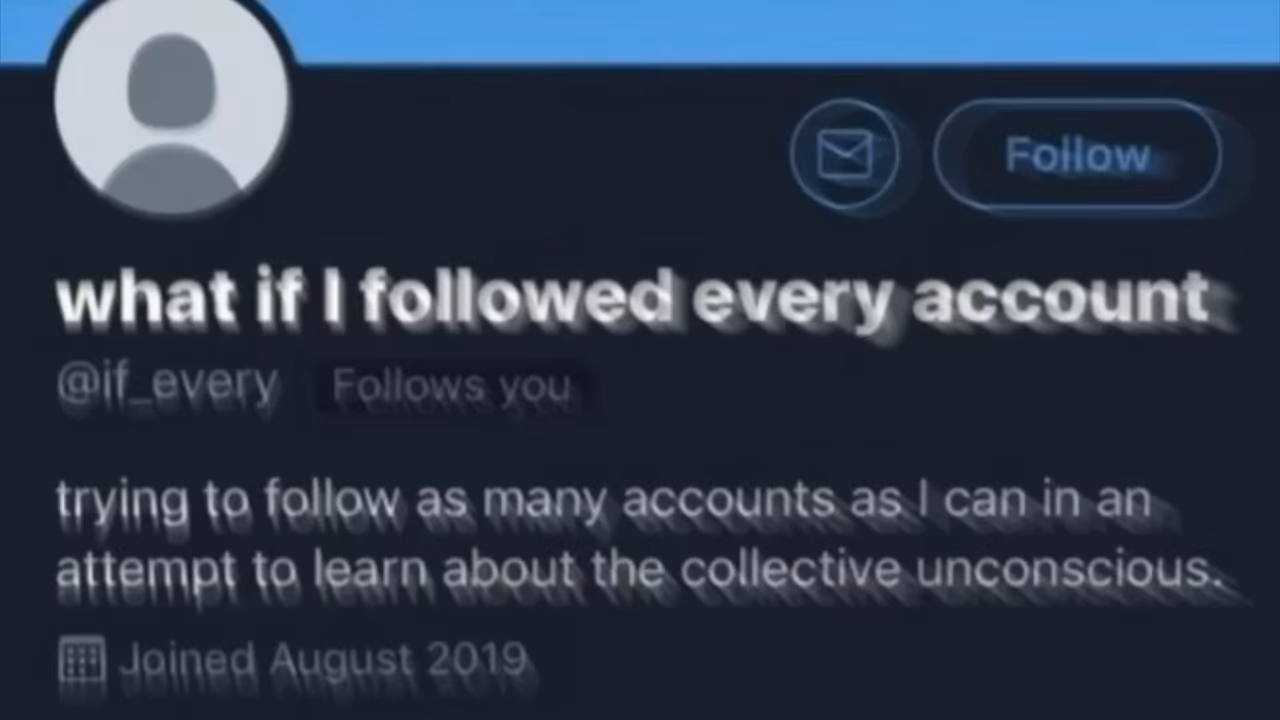 Follow
what if I followed every account
@if_every Follows you
trying to follow as many accounts as I can in an
attempt to learn about the collective unconscious.
Joined August 2019